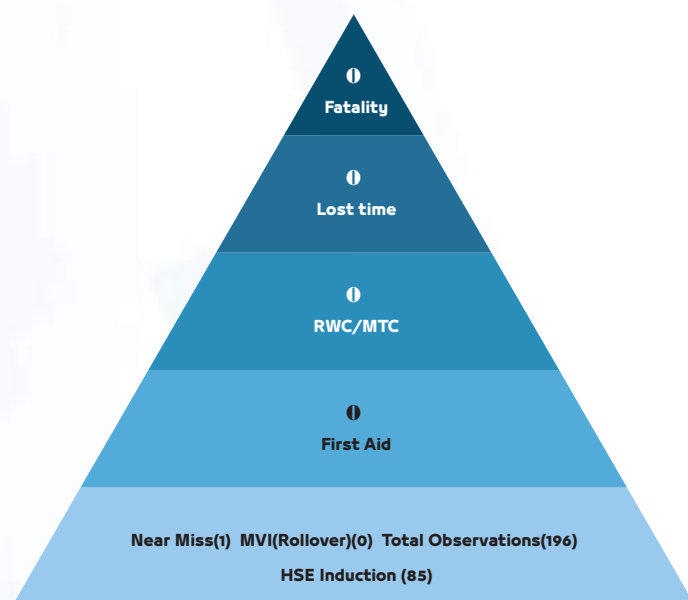 0
Fatality
0
Lost time
0
RWC/MTC
0
First Aid
Near Miss(1) MVI(Rollover)(0) Total Observations(196)
HSE Induction (85)